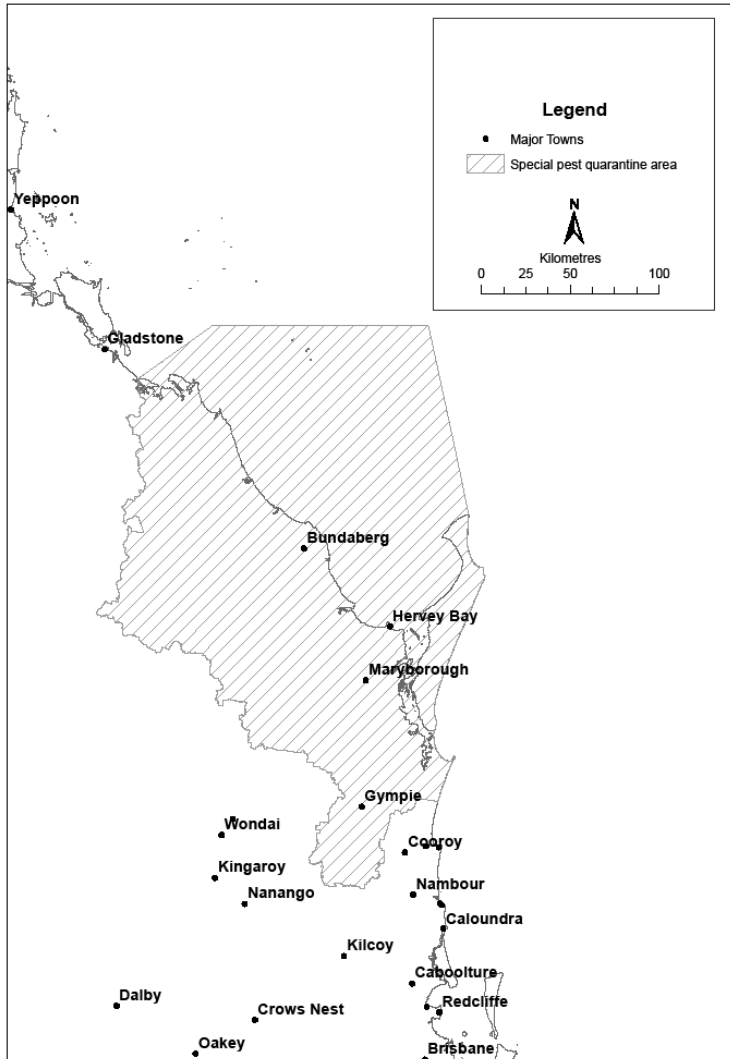 Legend
Major Towns
Special pest quarantine area
N
Kilometres
0 25 50 100
Yeppoon
Gladstone
Bundaberg
Hervey Bay
Maryborough
Gympie
Wondai
Cooroy
Kingaroy
Nambour
Nanango
Caloundra
Kilcoy
Caboolture
Dalby
Redcliffe
Crows Nest
Oakey
Brisbane